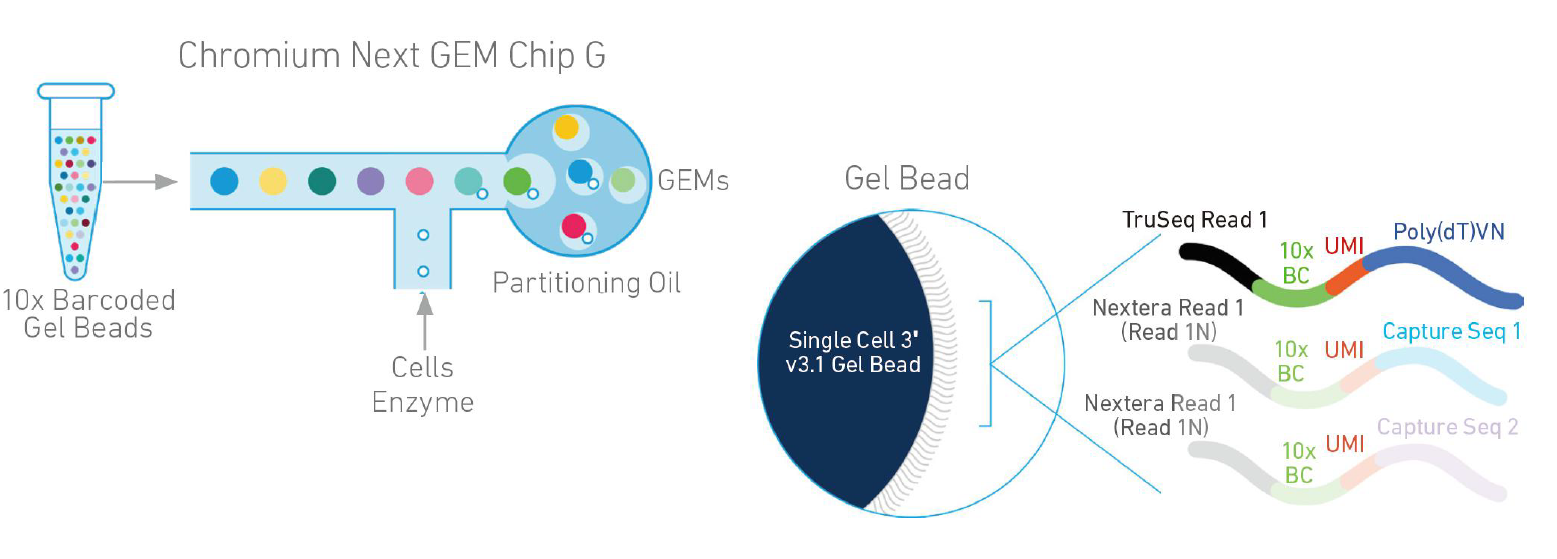 Chromium Next GEM Chip G
GEMs
Partitioning Oil
10x Barcoded
Gel Beads
Cells
Enzyme
Gel Bead
Single Cell 3'
v3.1 Gel Bead
TruSeq Read 1
10x
BC
UMI
Poly(dT)VN
Nextera Read 1
(Read 1N)
10x
BC
UMI
Capture Seq 1
Nextera Read 1
(Read 1N)
10x
BC
UMI
Capture Seq 2